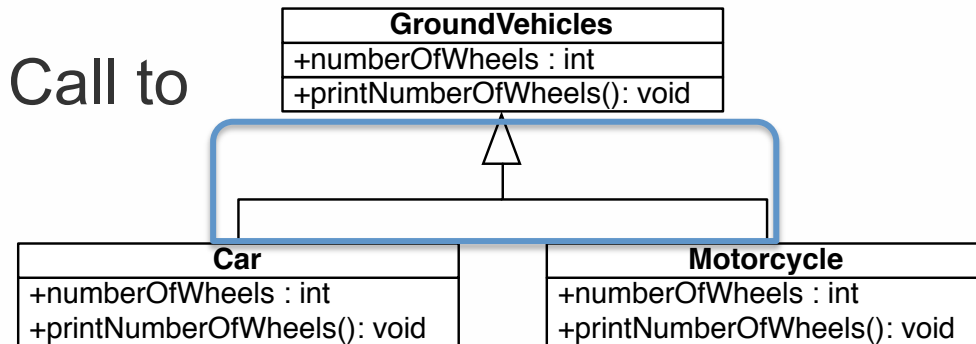 GroundVehicles
+numberOfWheels : int
+printNumberOfWheels(): void
Call to
Car
+numberOfWheels : int
+printNumberOfWheels(): void
Motorcycle
+numberOfWheels : int
+printNumberOfWheels(): void